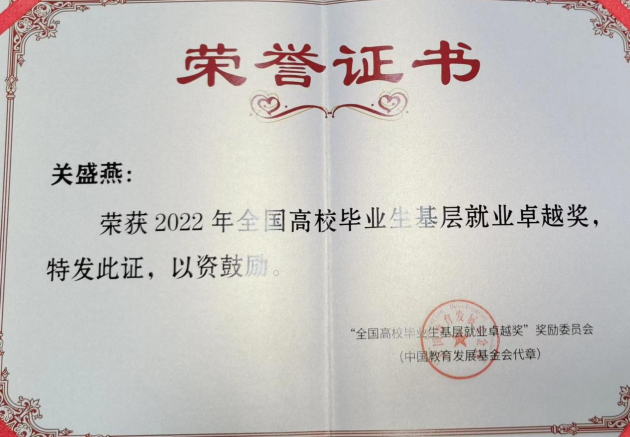 荣誉证书
关盛燕：
荣获2022年全国高校毕业生基层就业卓越奖，
特发此证，以资鼓励。
“全国高校毕业生基层就业卓越奖”奖励委员会
（中国教育发展基金会代章）